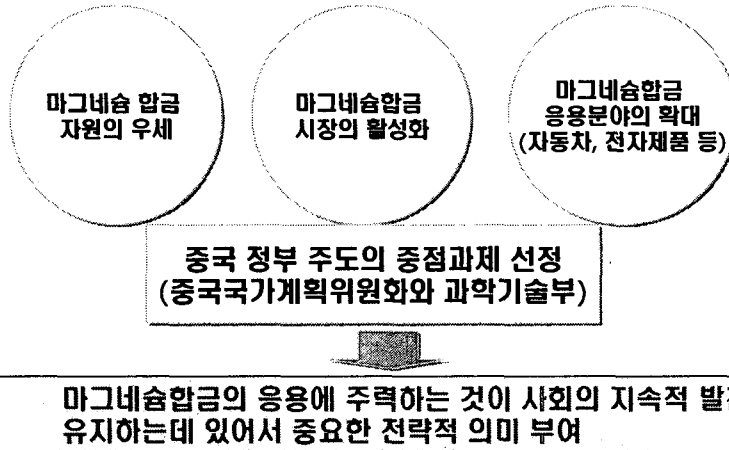 마그네슘 합금
자원의 우세
마그네슘합금
시장의 활성화
마그네슘합금
응용분야의 확대
(자동차, 전자제품 등)
중국 정부 주도의 중점과제 선정
(중국국가계획위원화와 과학기술부)
마그네슘합금의 응용에 주력하는 것이 사회의 지속적
유지하는데 있어서 중요한 전략적 의미 부여